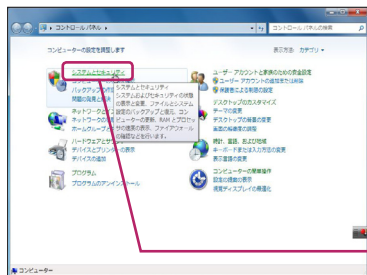 コントロール パネル
コントロール パネルの検索
コンピューターの設定を調整します
表示方法: カテゴリ
システムとセキュリティ
バックアップの作
問題の発見と解決
システムとセキュリティ
システムおよびセキュリティの状態
の表示と変更、ファイルとシステム
設定のバックアップと復元、コン
ピューターの更新、RAM とプロセッ
サの速度の表示、ファイアウォール
の確認などを行います。
ネットワークとイ
ネットワークの
ホームグループと
ハードウェアとサ
デバイスとプリンターの表示
デバイスの追加
プログラム
プログラムのアンインストール
ユーザー アカウントと家族のための安全設定
ユーザー アカウントの追加または削除
保護者による制限の設定
デスクトップのカスタマイズ
テーマの変更
デスクトップの背景の変更
画面の解像度の調整
時計、言語、および地域
キーボードまたは入力方法の変更
表示言語の変更
コンピューターの簡単操作
設定の提案の表示
視覚ディスプレイの最適化
コンピューター